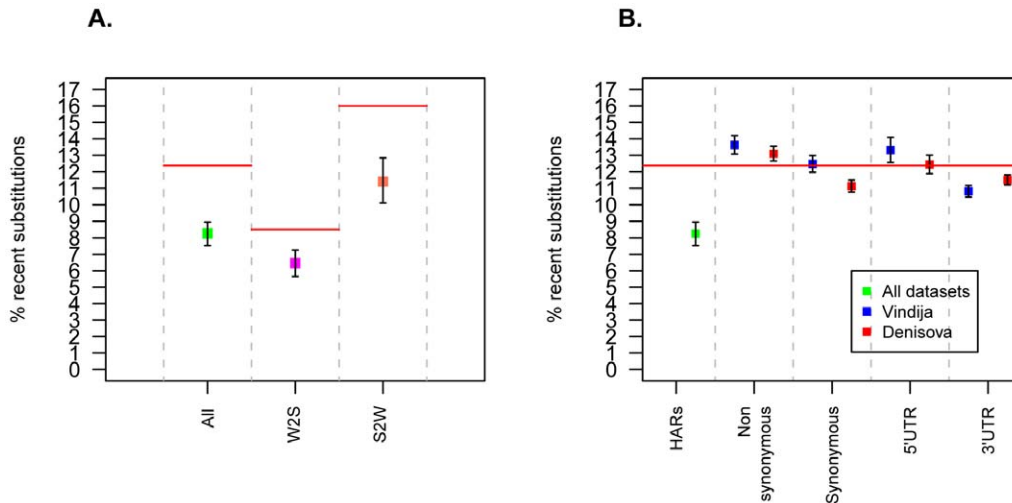 A.
% recent substitutions
17
16
15
14
13
12
11
10
9
8
7
6
5
4
3
2
1
0
All
W2S
S2W
B.
% recent substitutions
17
16
15
14
13
12
11
10
9
8
7
6
5
4
3
2
1
0
All datasets
Vindija
Denisova
HARs
Non
synonymous
Synonymous
5'UTR
3'UTR